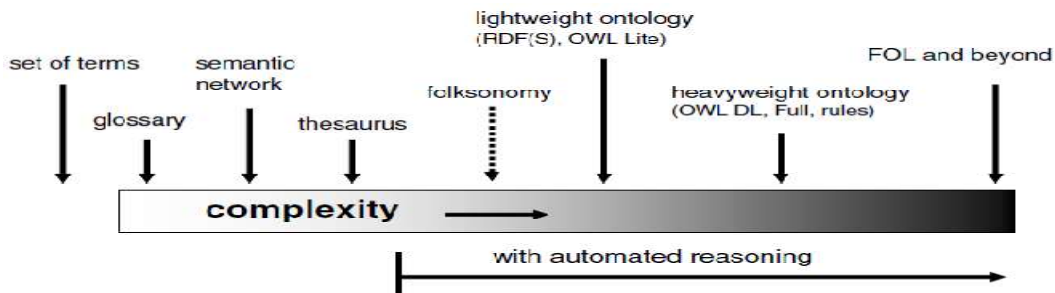 lightweight ontology
(RDF(S), OWL Lite)
set of terms
semantic
network
FOL and beyond
folksonomy
heavyweight ontology
(OWL DL, Full, rules)
glossary
thesaurus
complexity
with automated reasoning